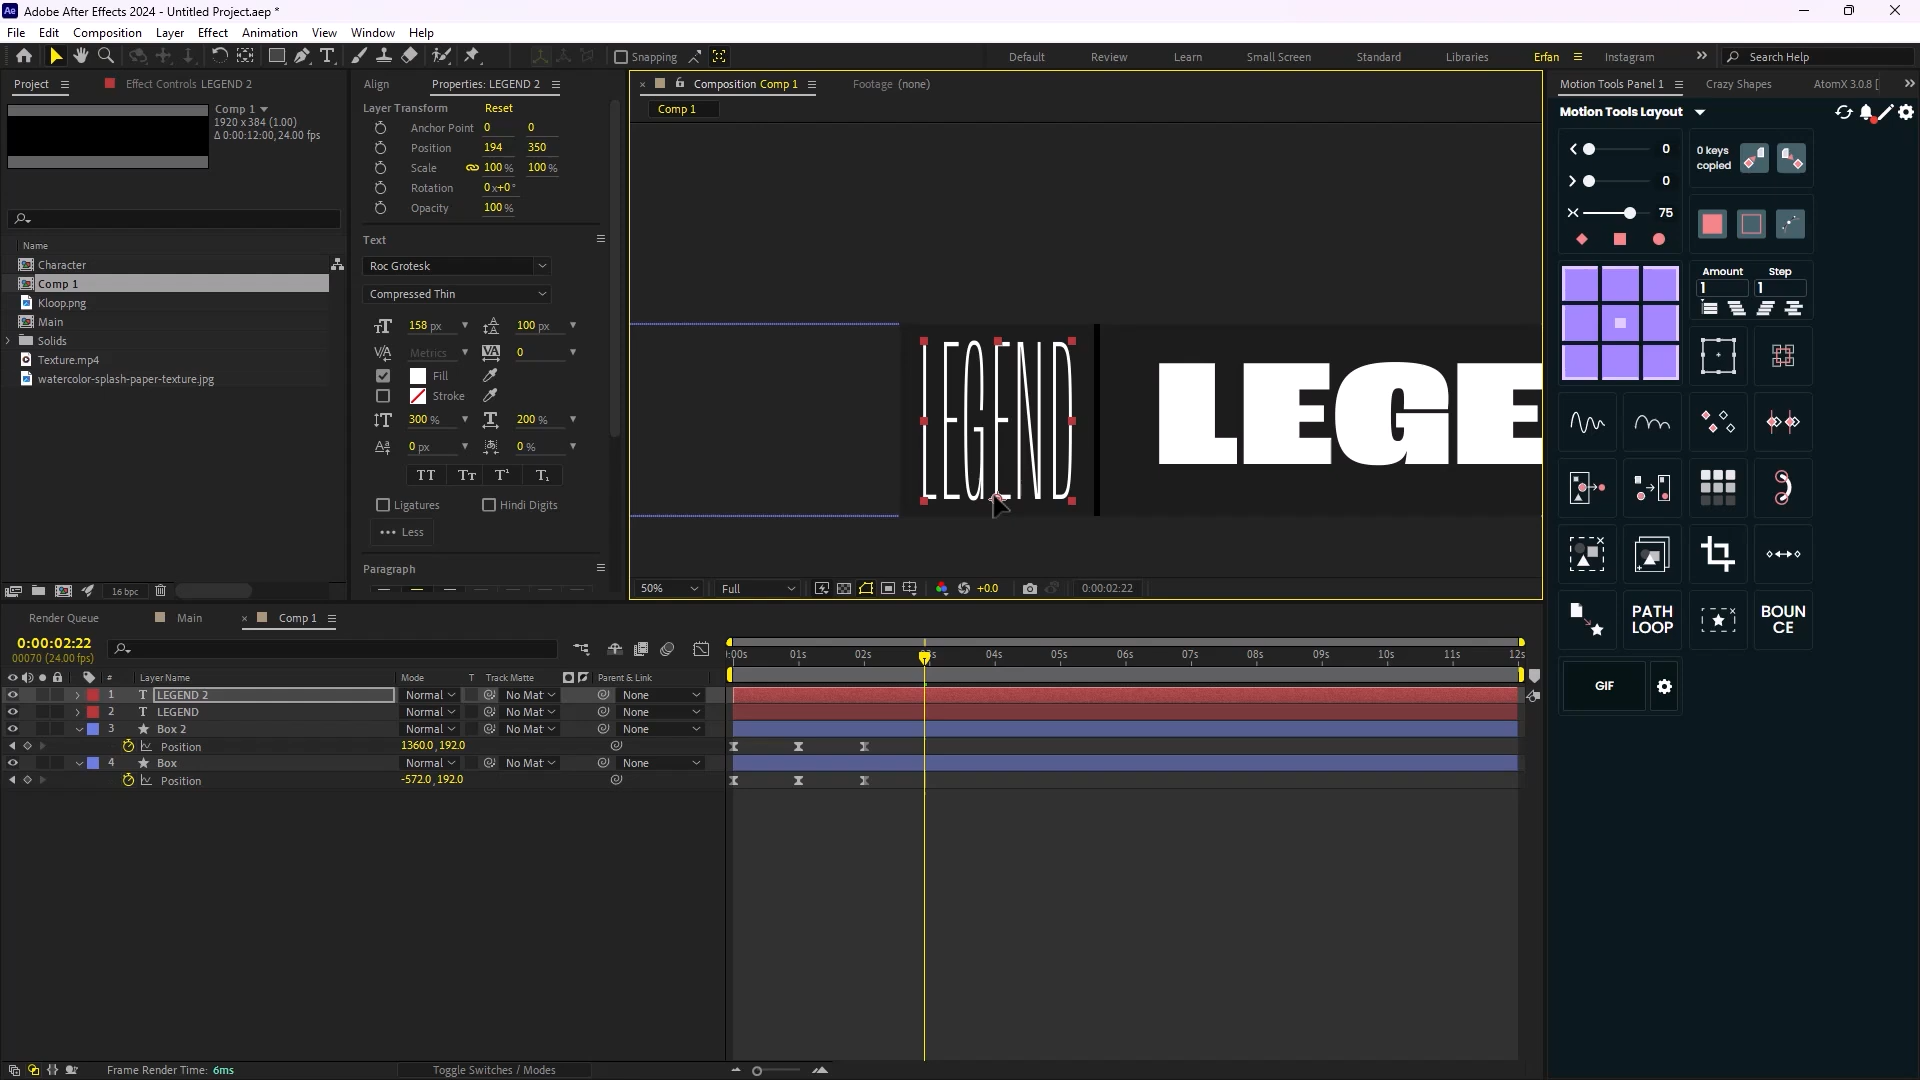 Adobe After Effects 2024 - Untitled Project.aep *
File Edit Composition Layer Effect Animation View Window Help
Snapping
Default Review Learn Small Screen Standard Libraries Erfan Instagram
Search Help
Project
Effect Controls LEGEND 2
Comp 1
1920 x 384 (1.00)
Δ 0:00:12:00, 24.00 fps
Name
Character
Comp 1
Kloop.png
Main
Solids
Texture.mp4
watercolor-splash-paper-texture.jpg
16 bpc
Align
Properties: LEGEND 2
Layer Transform Reset
Anchor Point 0 0
Position 194 350
Scale 100 % 100 %
Rotation 0x+0°
Opacity 100 %
Text
Roc Grotesk
Compressed Thin
158 px 100 px
Metrics 0
Fill
Stroke
300 % 200 %
0 px 0 %
TT Tt T¹ T₁
Ligatures Hindi Digits
Less
Paragraph
Composition Comp 1
Footage (none)
Comp 1
LEGEND
LEGE
50% Full +0.0 0:00:02:22
Motion Tools Panel 1 Crazy Shapes AtomX 3.0.8 [
Motion Tools Layout
0
0
75
0 keys
copied
Amount Step
1 1
PATH
LOOP
BOUN
CE
GIF
Render Queue Main Comp 1
0:00:02:22
00070 (24.00 fps)
# Layer Name Mode T Track Matte Parent & Link
1 T LEGEND 2 Normal No Mat None
2 T LEGEND Normal No Mat None
3 Box 2 Normal No Mat None
Position 1360.0, 192.0
4 Box Normal No Mat None
Position -572.0, 192.0
:00s 01s 02s 04s 05s 06s 07s 08s 09s 10s 11s 12s
Frame Render Time: 6ms
Toggle Switches / Modes